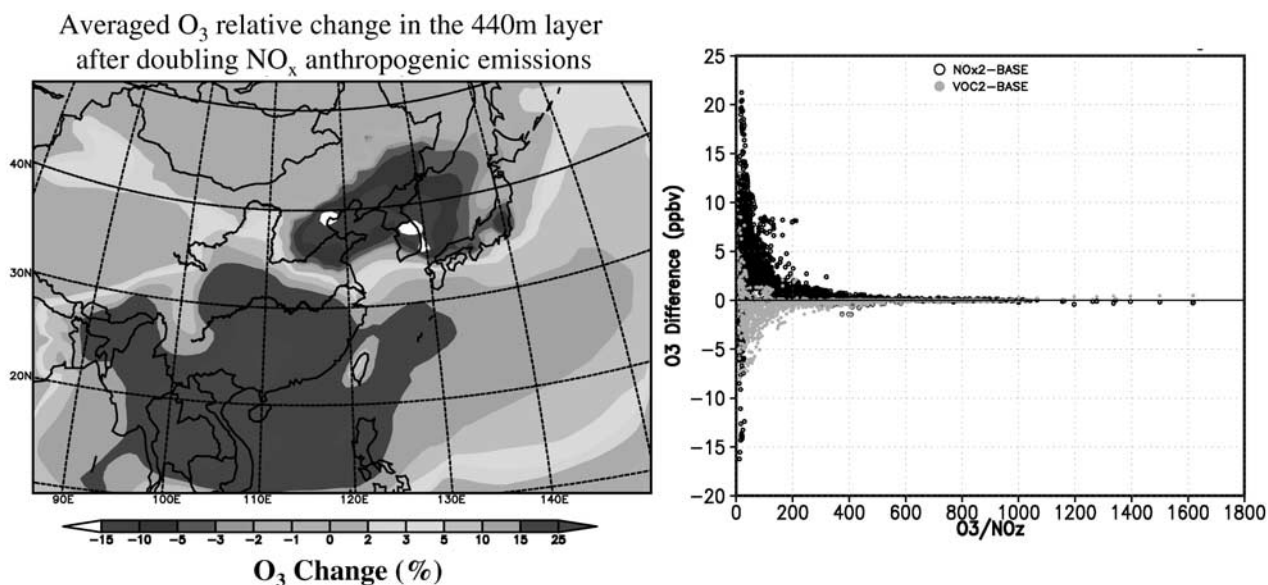 Averaged O₃ relative change in the 440m layer
after doubling NOₓ anthropogenic emissions
40N
30N
20N
90E 100E 110E 120E 130E 140E
-15 -10 -5 -3 -2 -1 0 2 3 5 10 15 25
O₃ Change (%)
25
20
15
10
5
0
-5
-10
-15
-20
O3 Difference (ppbv)
NOx2-BASE
VOC2-BASE
0 200 400 600 800 1000 1200 1400 1600 1800
O3/NOz